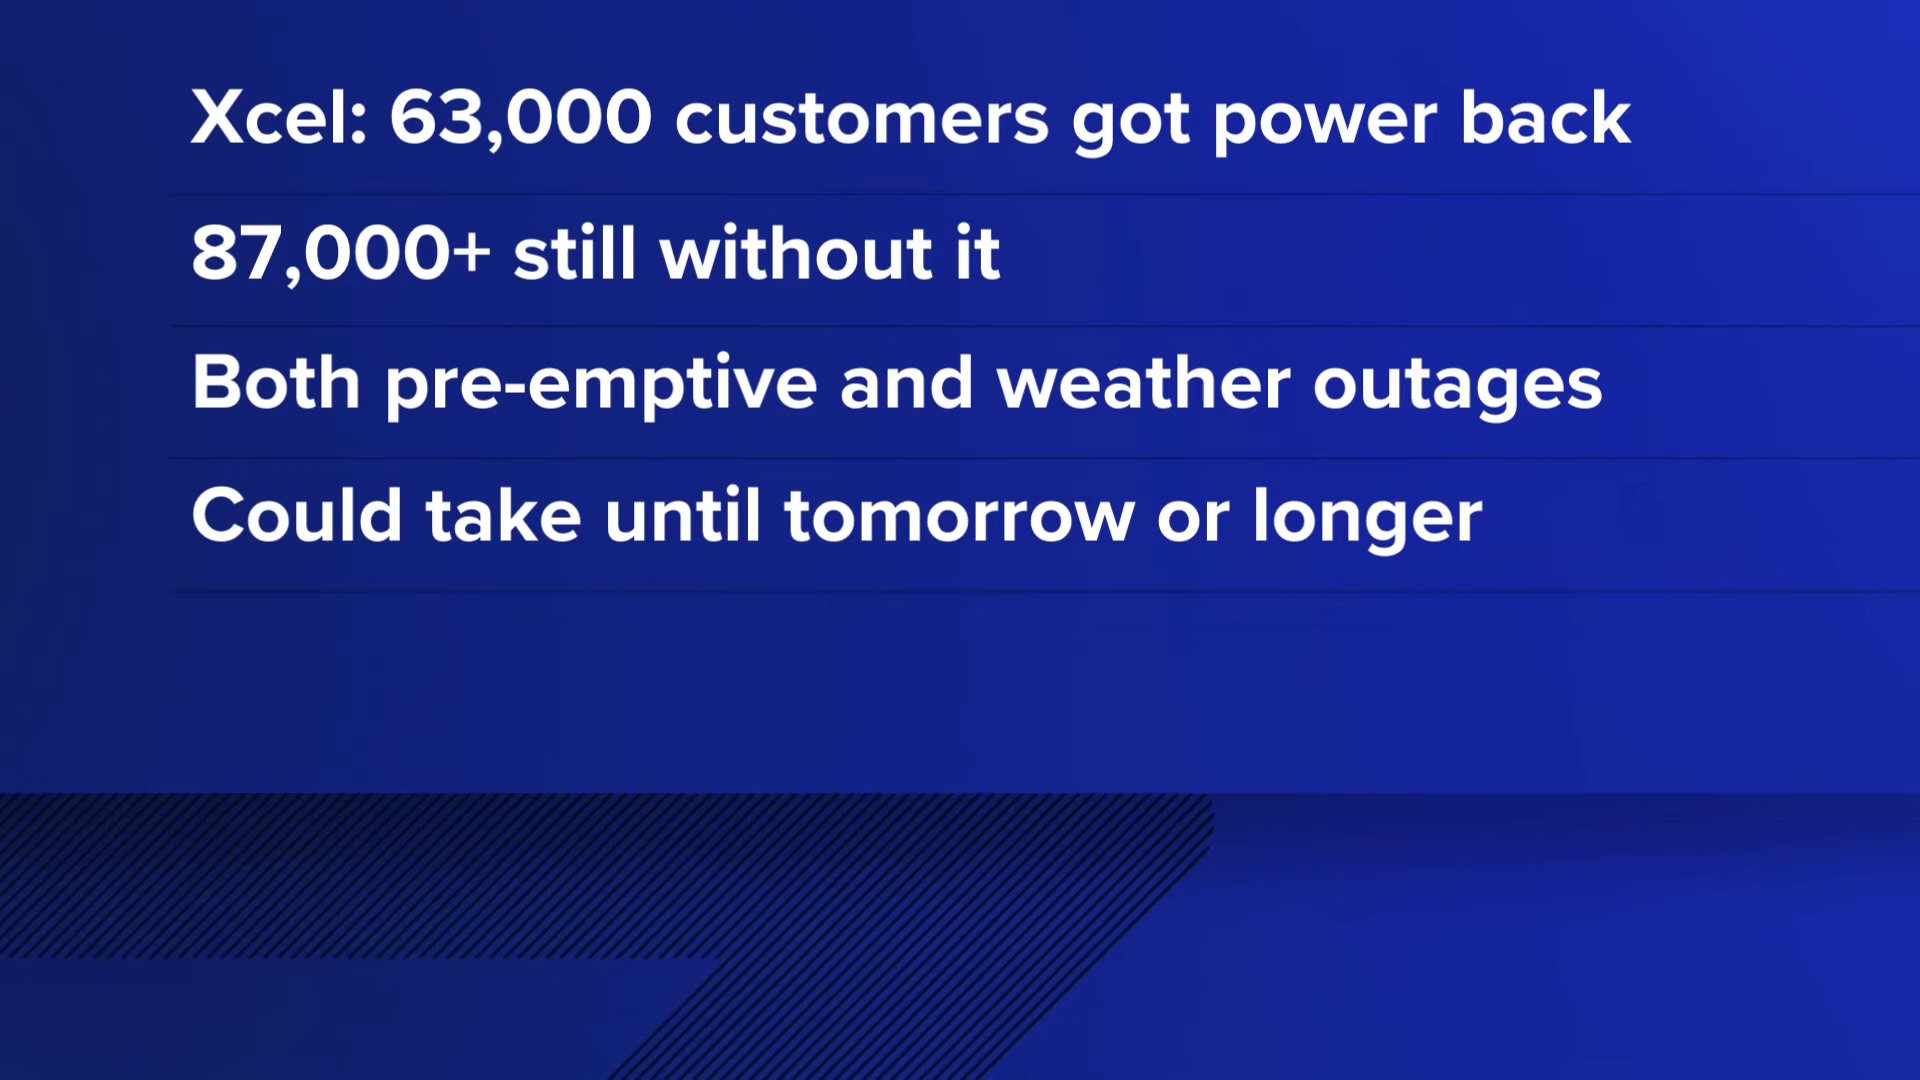 Xcel: 63,000 customers got power back
87,000+ still without it
Both pre-emptive and weather outages
Could take until tomorrow or longer